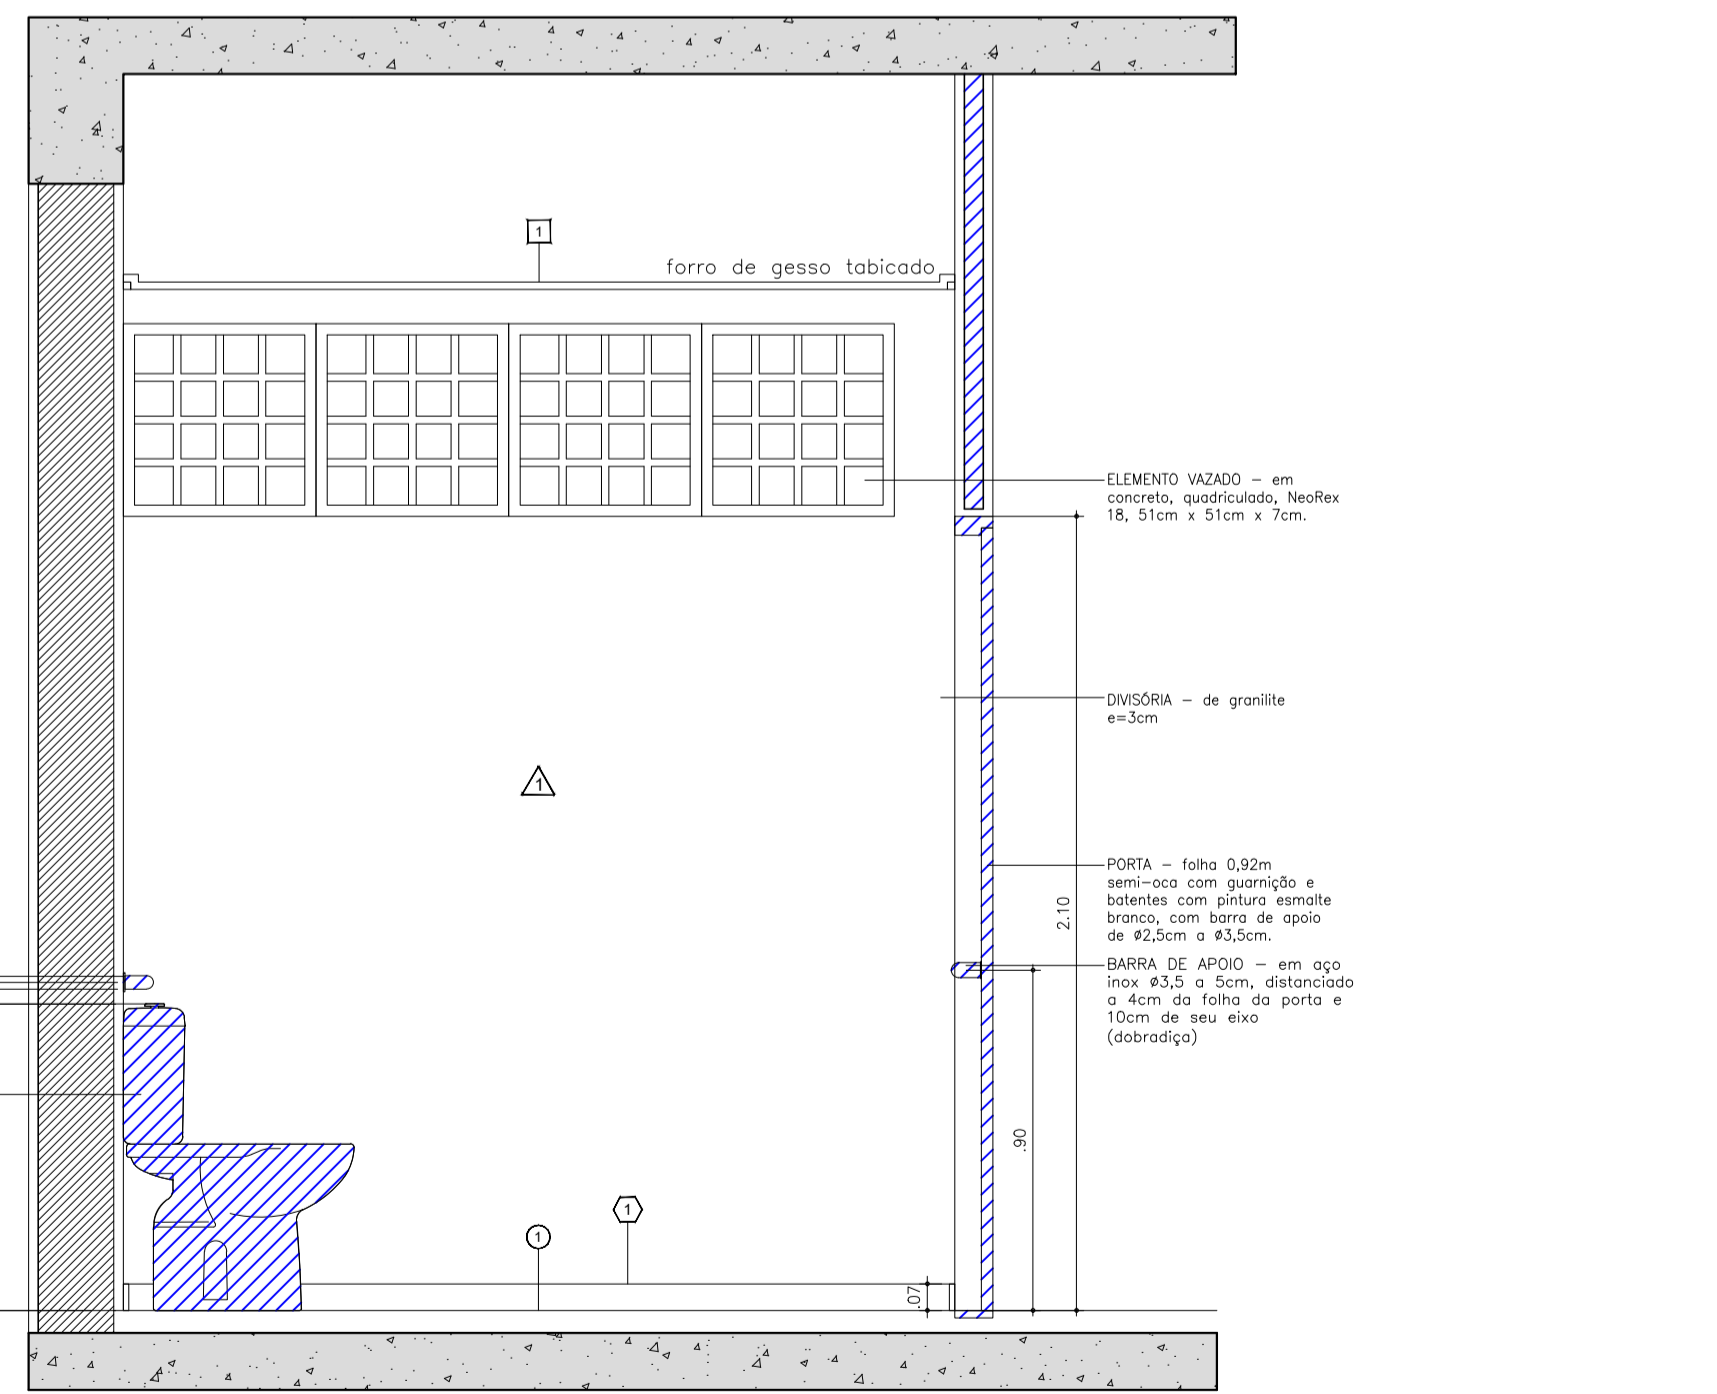 1
forro de gesso tabicado
ELEMENTO VAZADO - em
concreto, quadriculado, NeoRex
18, 51cm x 51cm x 7cm.
DIVISÓRIA - de granilite
e=3cm
1
PORTA - folha 0,92m
semi-oca com guarnição e
batentes com pintura esmalte
branco, com barra de apoio
de ø2,5cm a ø3,5cm.
2.10
BARRA DE APOIO - em aço
inox ø3,5 a 5cm, distanciado
a 4cm da folha da porta e
10cm de seu eixo
(dobradiça)
.90
1
1
.07